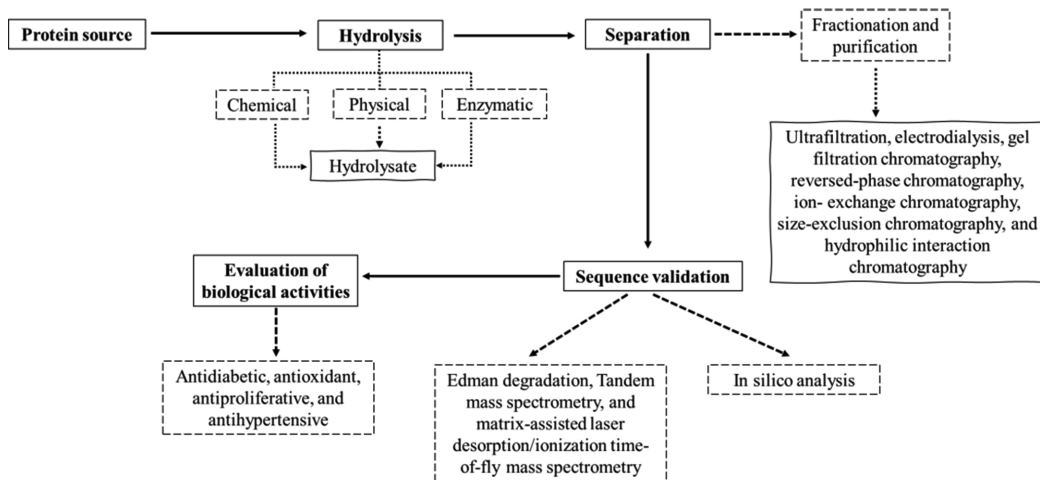 Protein source
Hydrolysis
Separation
Fractionation and
purification
Chemical
Physical
Enzymatic
Hydrolysate
Ultrafiltration, electrodialysis, gel
filtration chromatography,
reversed-phase chromatography,
ion- exchange chromatography,
size-exclusion chromatography, and
hydrophilic interaction
chromatography
Evaluation of
biological activities
Sequence validation
Antidiabetic, antioxidant,
antiproliferative, and
antihypertensive
Edman degradation, Tandem
mass spectrometry, and
matrix-assisted laser
desorption/ionization time-
of-fly mass spectrometry
In silico analysis